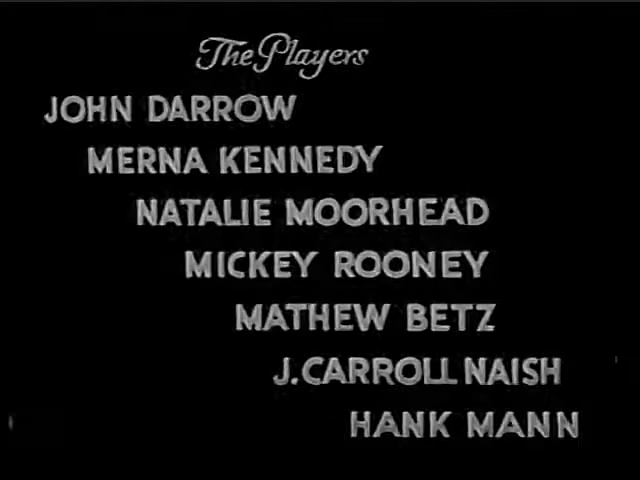 The Players
JOHN DARROW
MERNA KENNEDY
NATALIE MOORHEAD
MICKEY ROONEY
MATHEW BETZ
J. CARROLL NAISH
HANK MANN